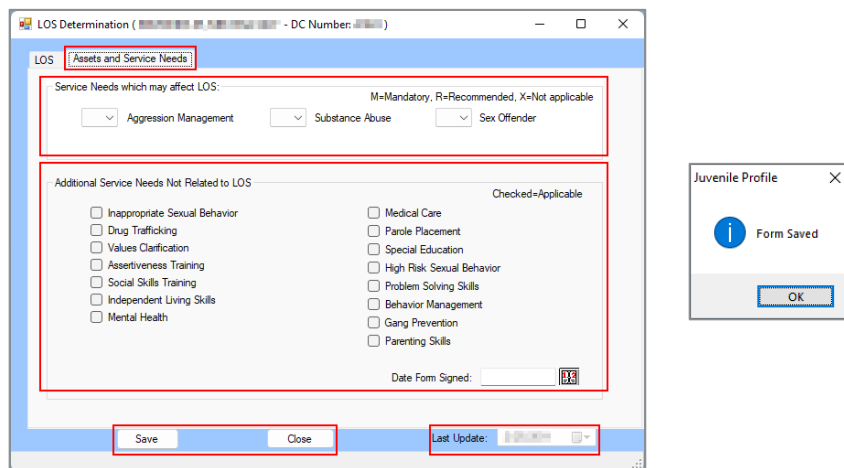 LOS Determination ( - DC Number: )
LOS Assets and Service Needs
Service Needs which may affect LOS:
M=Mandatory, R=Recommended, X=Not applicable
Aggression Management Substance Abuse Sex Offender
Additional Service Needs Not Related to LOS
Checked=Applicable
Inappropriate Sexual Behavior
Drug Trafficking
Values Clarification
Assertiveness Training
Social Skills Training
Independent Living Skills
Mental Health
Medical Care
Parole Placement
Special Education
High Risk Sexual Behavior
Problem Solving Skills
Behavior Management
Gang Prevention
Parenting Skills
Date Form Signed:
Save Close Last Update:
Juvenile Profile
Form Saved
OK